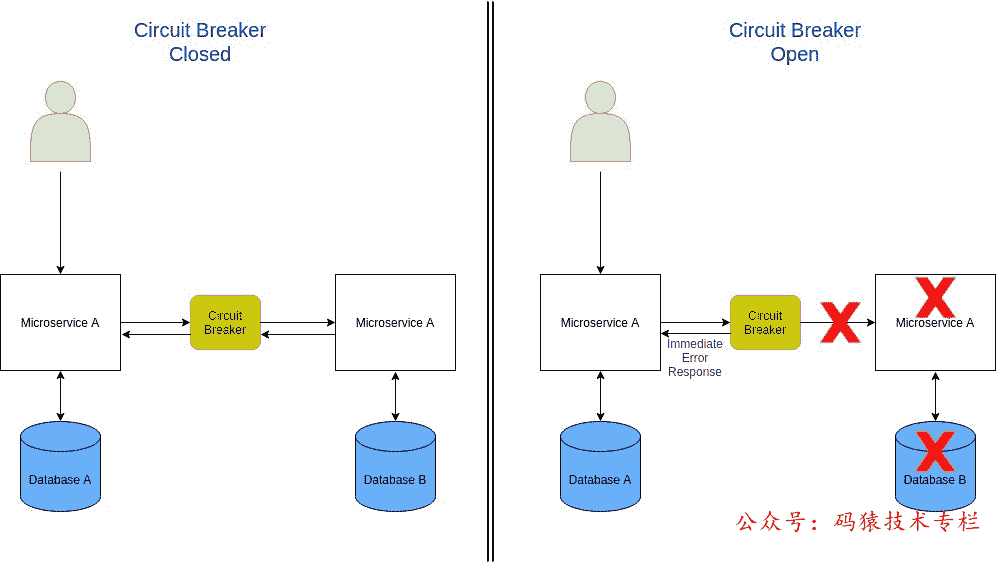 Circuit Breaker
Closed
Microservice A
Circuit
Breaker
Microservice A
Database A
Database B
Circuit Breaker
Open
Microservice A
Circuit
Breaker
Microservice A
Immediate
Error
Response
Database A
Database B
公众号：码猿技术专栏